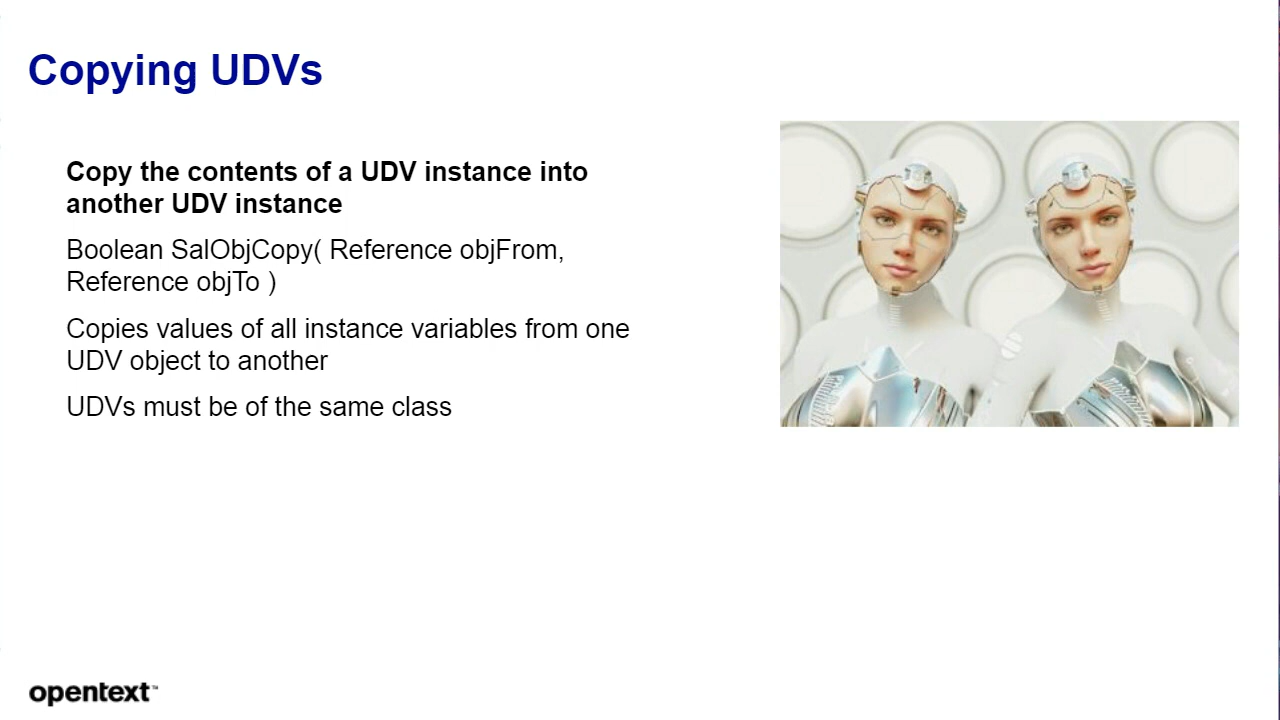 Copying UDVs
Copy the contents of a UDV instance into
another UDV instance
Boolean SalObjCopy( Reference objFrom,
Reference objTo )
Copies values of all instance variables from one
UDV object to another
UDVs must be of the same class
opentext™